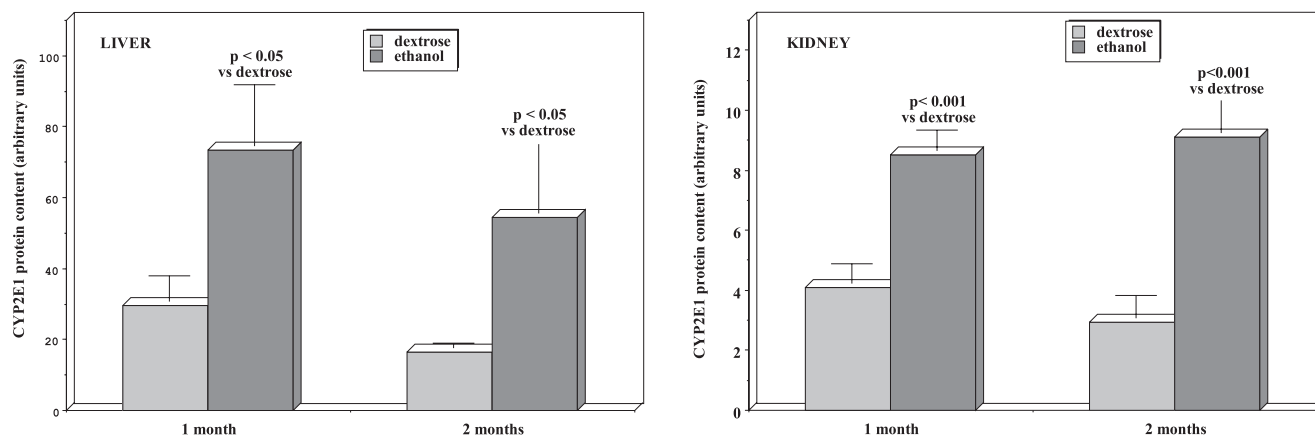 LIVER
dextrose
ethanol
p < 0.05
vs dextrose
p < 0.05
vs dextrose
CYP2E1 protein content (arbitrary units)
100
80
60
40
20
0
1 month
2 months
KIDNEY
dextrose
ethanol
p< 0.001
vs dextrose
p<0.001
vs dextrose
CYP2E1 protein content (arbitrary units)
12
10
8
6
4
2
0
1 month
2 months